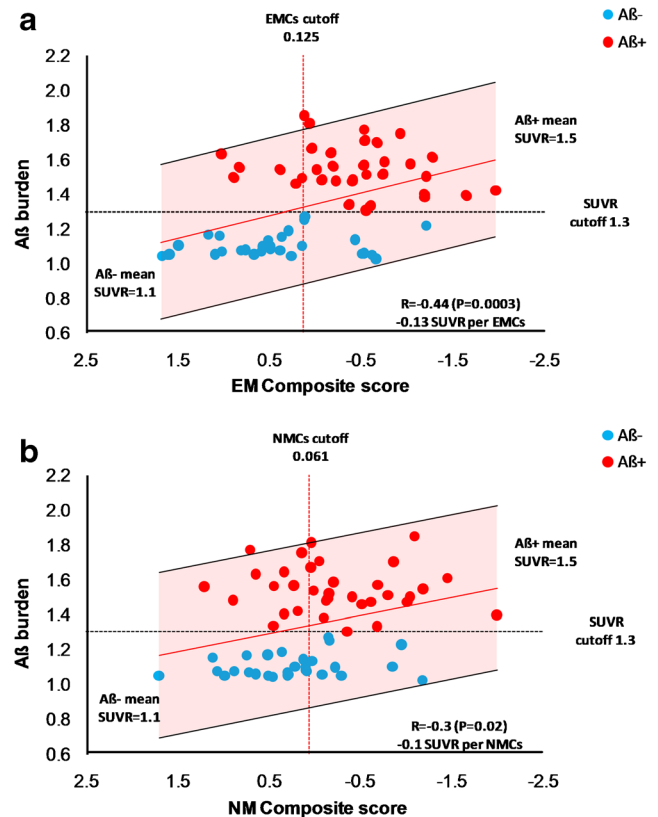 a
EMCs cutoff
0.125
Aß-
Aß+
2.2
2.0
1.8
1.6
1.4
1.2
1.0
0.8
0.6
Aß burden
Aß+ mean
SUVR=1.5
SUVR
cutoff 1.3
Aß- mean
SUVR=1.1
R=-0.44 (P=0.0003)
-0.13 SUVR per EMCs
2.5 1.5 0.5 -0.5 -1.5 -2.5
EM Composite score
b
NMCs cutoff
0.061
Aß-
Aß+
2.2
2.0
1.8
1.6
1.4
1.2
1.0
0.8
0.6
Aß burden
Aß+ mean
SUVR=1.5
SUVR
cutoff 1.3
Aß- mean
SUVR=1.1
R=-0.3 (P=0.02)
-0.1 SUVR per NMCs
2.5 1.5 0.5 -0.5 -1.5 -2.5
NM Composite score